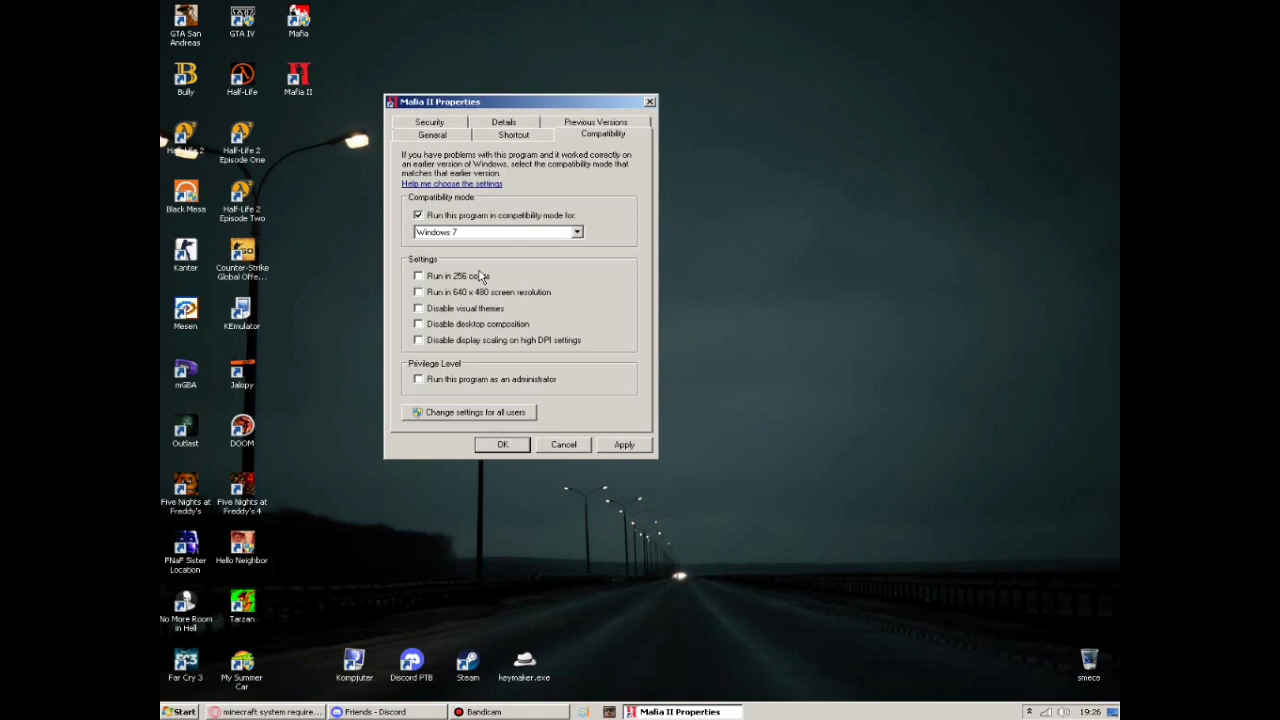 GTA San Andreas
GTA IV
Mafia
Bully
Half-Life
Mafia II
Half-Life 2
Half-Life 2 Episode One
Black Mesa
Half-Life 2 Episode Two
Kanter
Counter-Strike Global Offe...
Mesen
KEmulator
mGBA
Jalopy
Outlast
DOOM
Five Nights at Freddy's
Five Nights at Freddy's 4
FNaF Sister Location
Hello Neighbor
No More Room in Hell
Tarzan
Far Cry 3
My Summer Car
Kompjuter
Discord PTB
Steam
keymaker.exe
smece
Mafia II Properties
Security
Details
Previous Versions
General
Shortcut
Compatibility
If you have problems with this program and it worked correctly on
an earlier version of Windows, select the compatibility mode that
matches that earlier version.
Help me choose the settings
Compatibility mode
Run this program in compatibility mode for:
Windows 7
Settings
Run in 256
Run in 640 x 480 screen resolution
Disable visual themes
Disable desktop composition
Disable display scaling on high DPI settings
Privilege Level
Run this program as an administrator
Change settings for all users
OK
Cancel
Apply
Start
minecraft system require...
Friends - Discord
Bandicam
Mafia II Properties
19:26